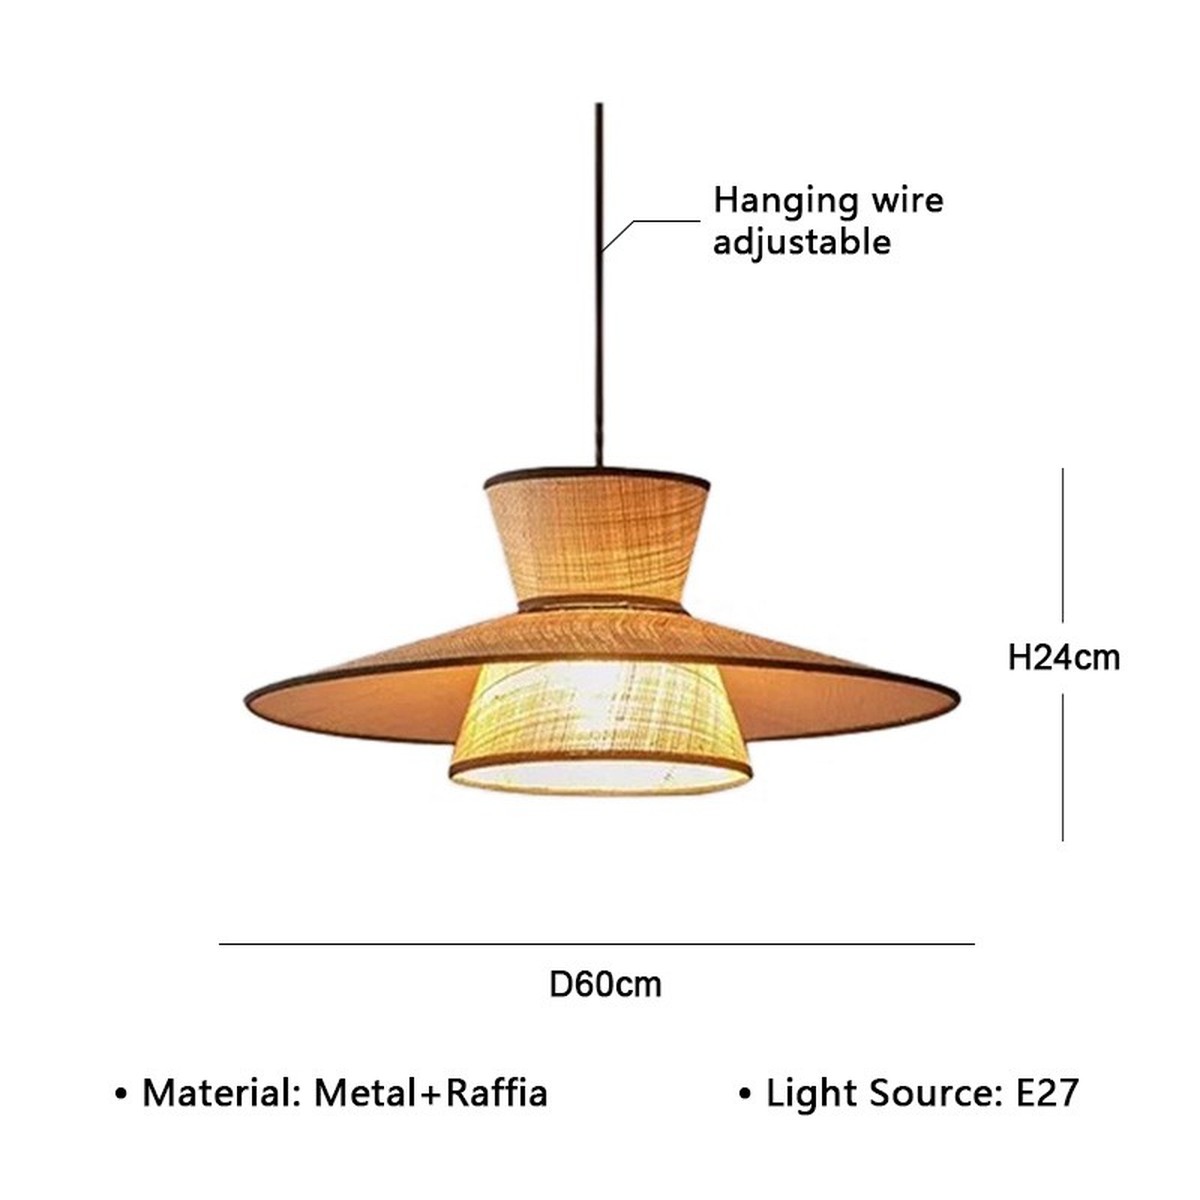 Hanging wire
adjustable
H24cm
D60cm
• Material: Metal+Raffia
• Light Source: E27